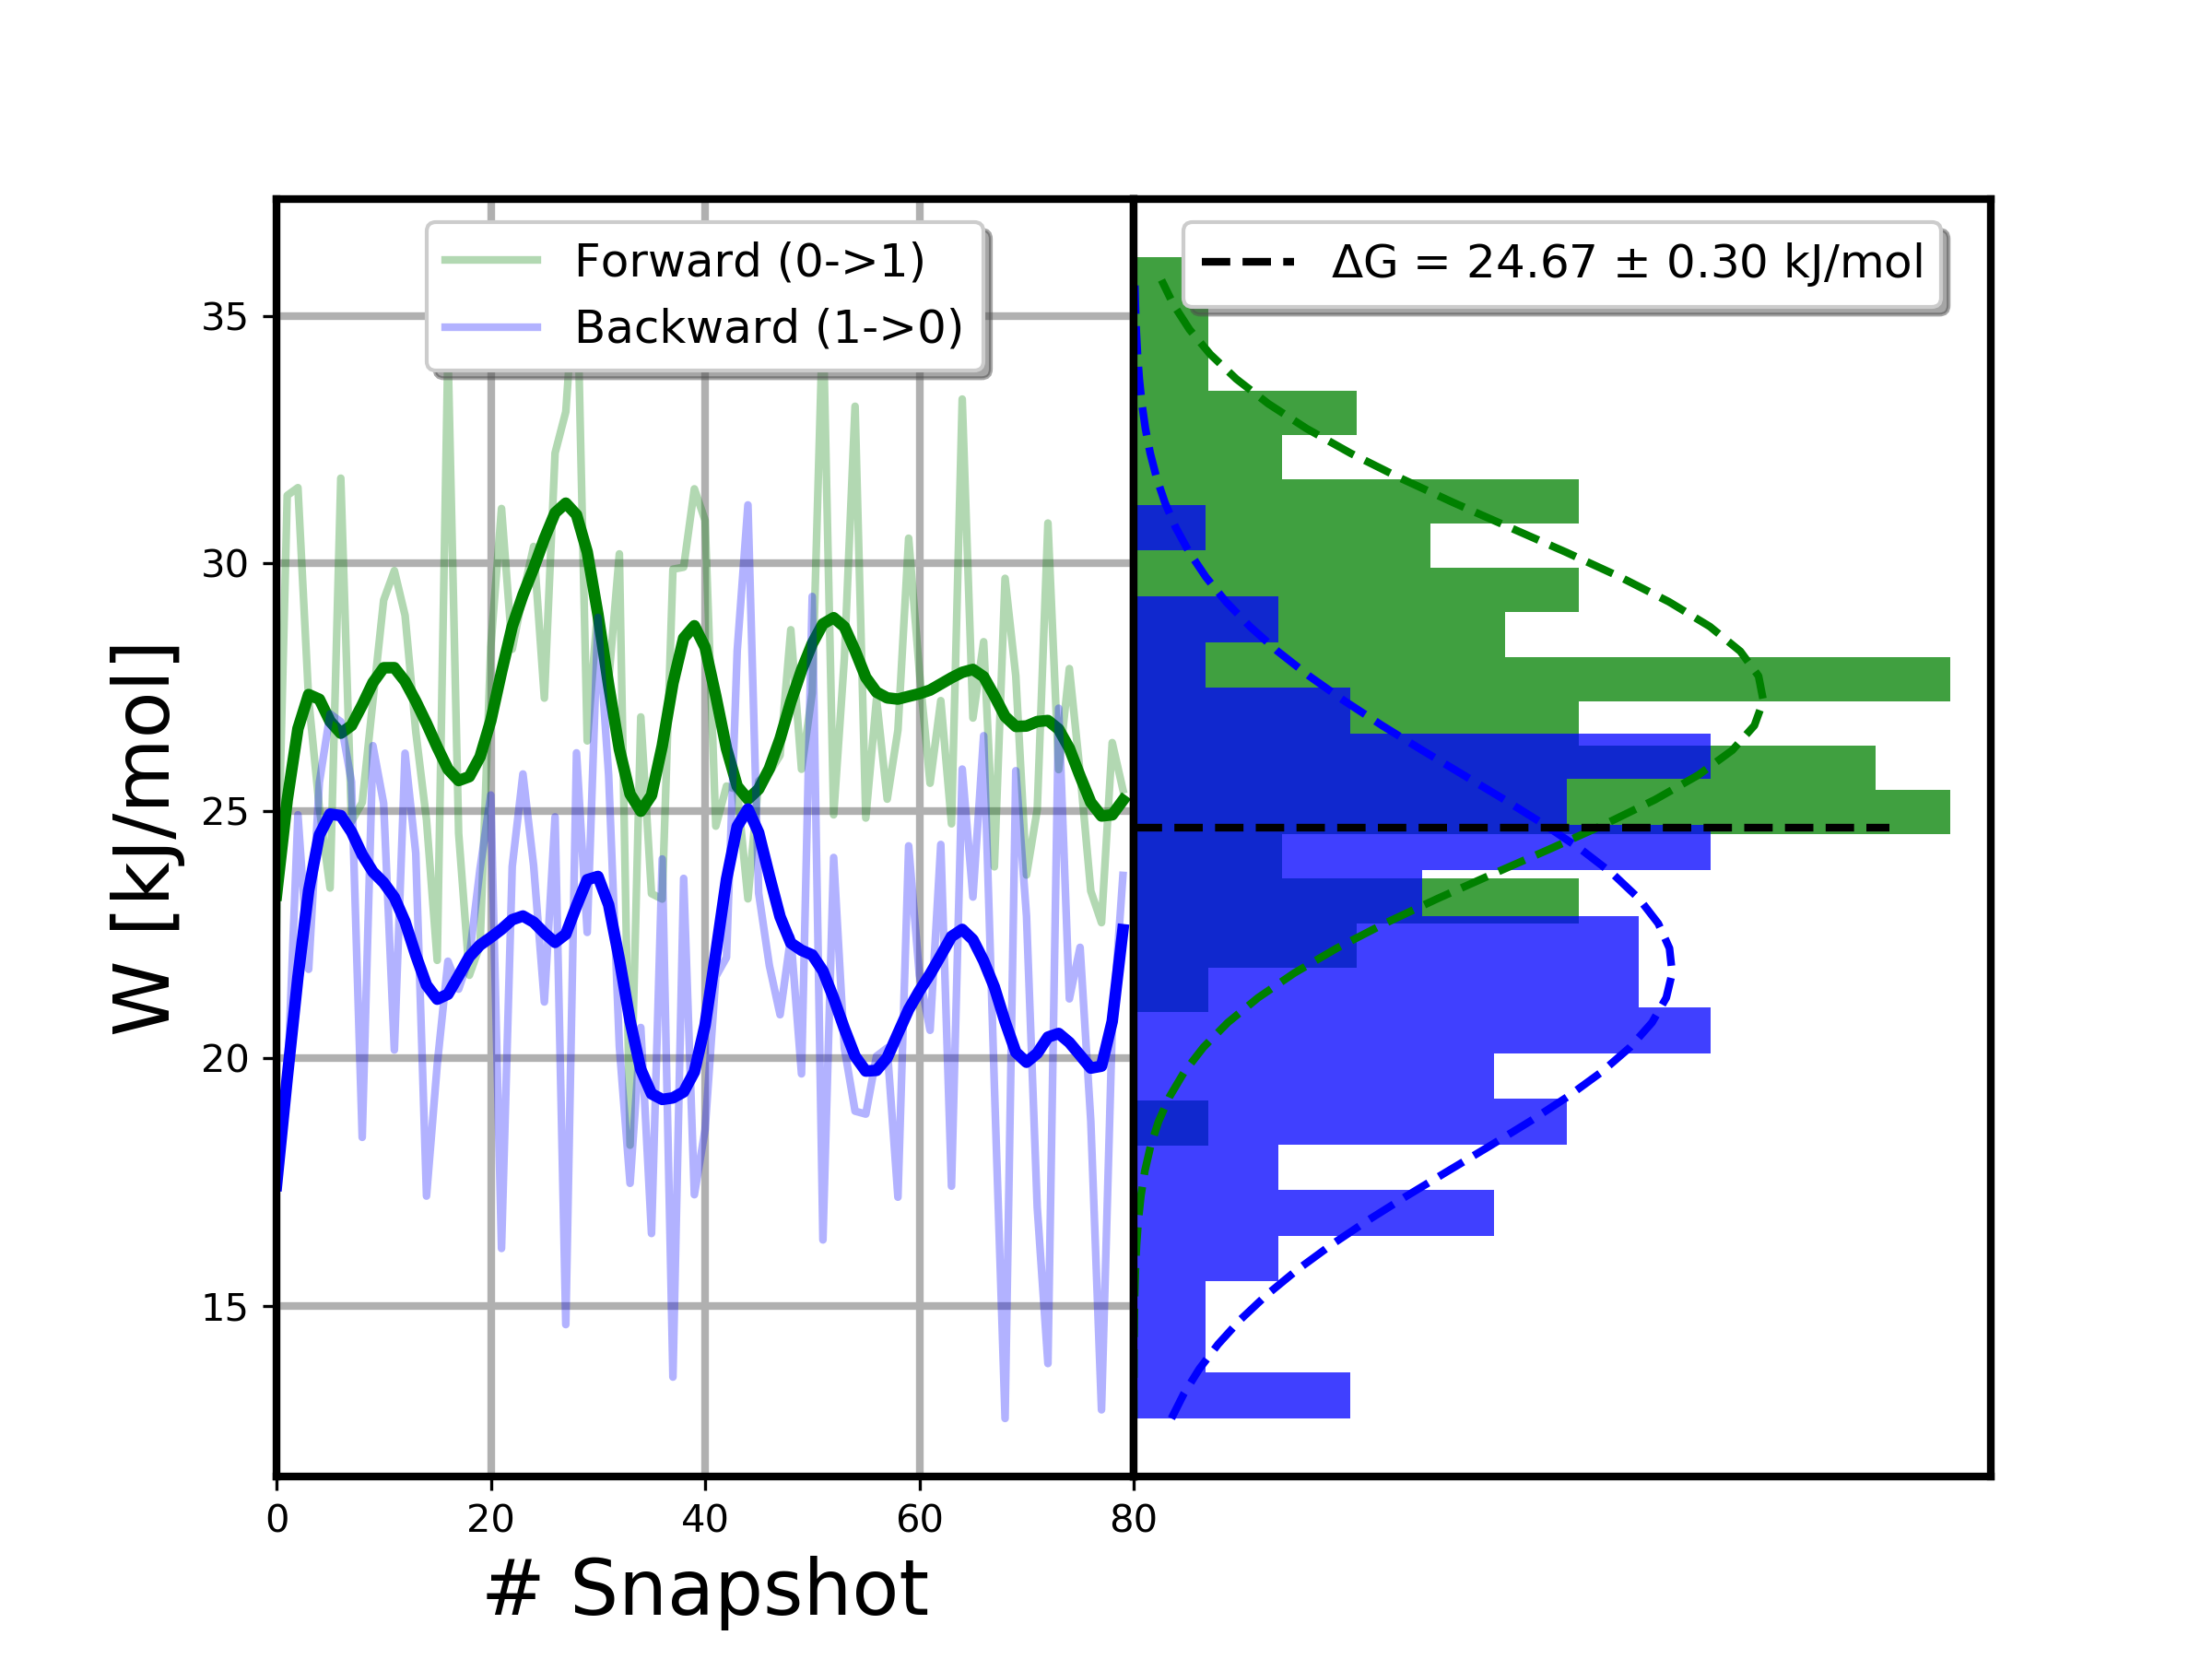 Forward (0->1)
Backward (1->0)
ΔG = 24.67 ± 0.30 kJ/mol
W [kJ/mol]
35
30
25
20
15
0 20 40 60 80
# Snapshot